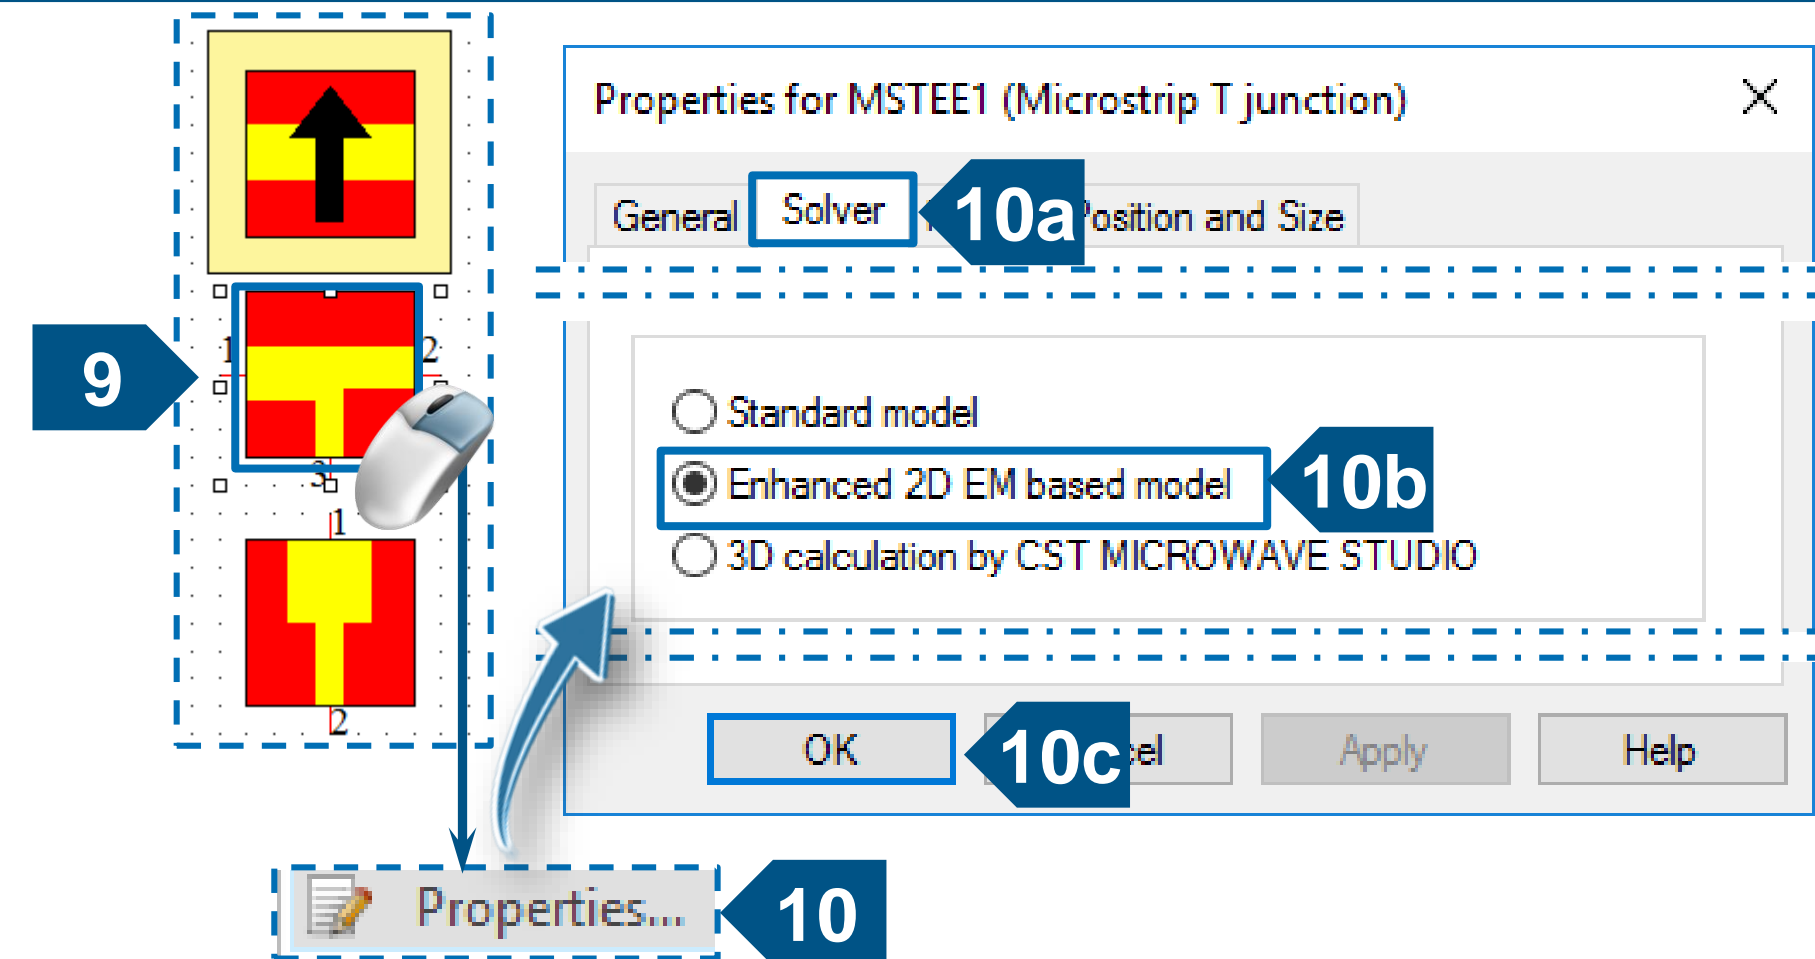 Properties for MSTEE1 (Microstrip T junction)
General Solver 10a osition and Size
1 2
9
3
Standard model
Enhanced 2D EM based model 10b
3D calculation by CST MICROWAVE STUDIO
1
2
OK 10c cel Apply Help
Properties... 10